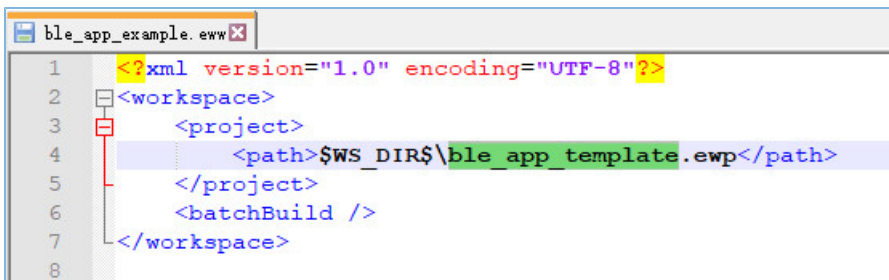 ble_app_example.eww
1 <?xml version="1.0" encoding="UTF-8"?>
2 <workspace>
3 <project>
4 <path>$WS_DIR$\ble_app_template.ewp</path>
5 </project>
6 <batchBuild />
7 </workspace>
8